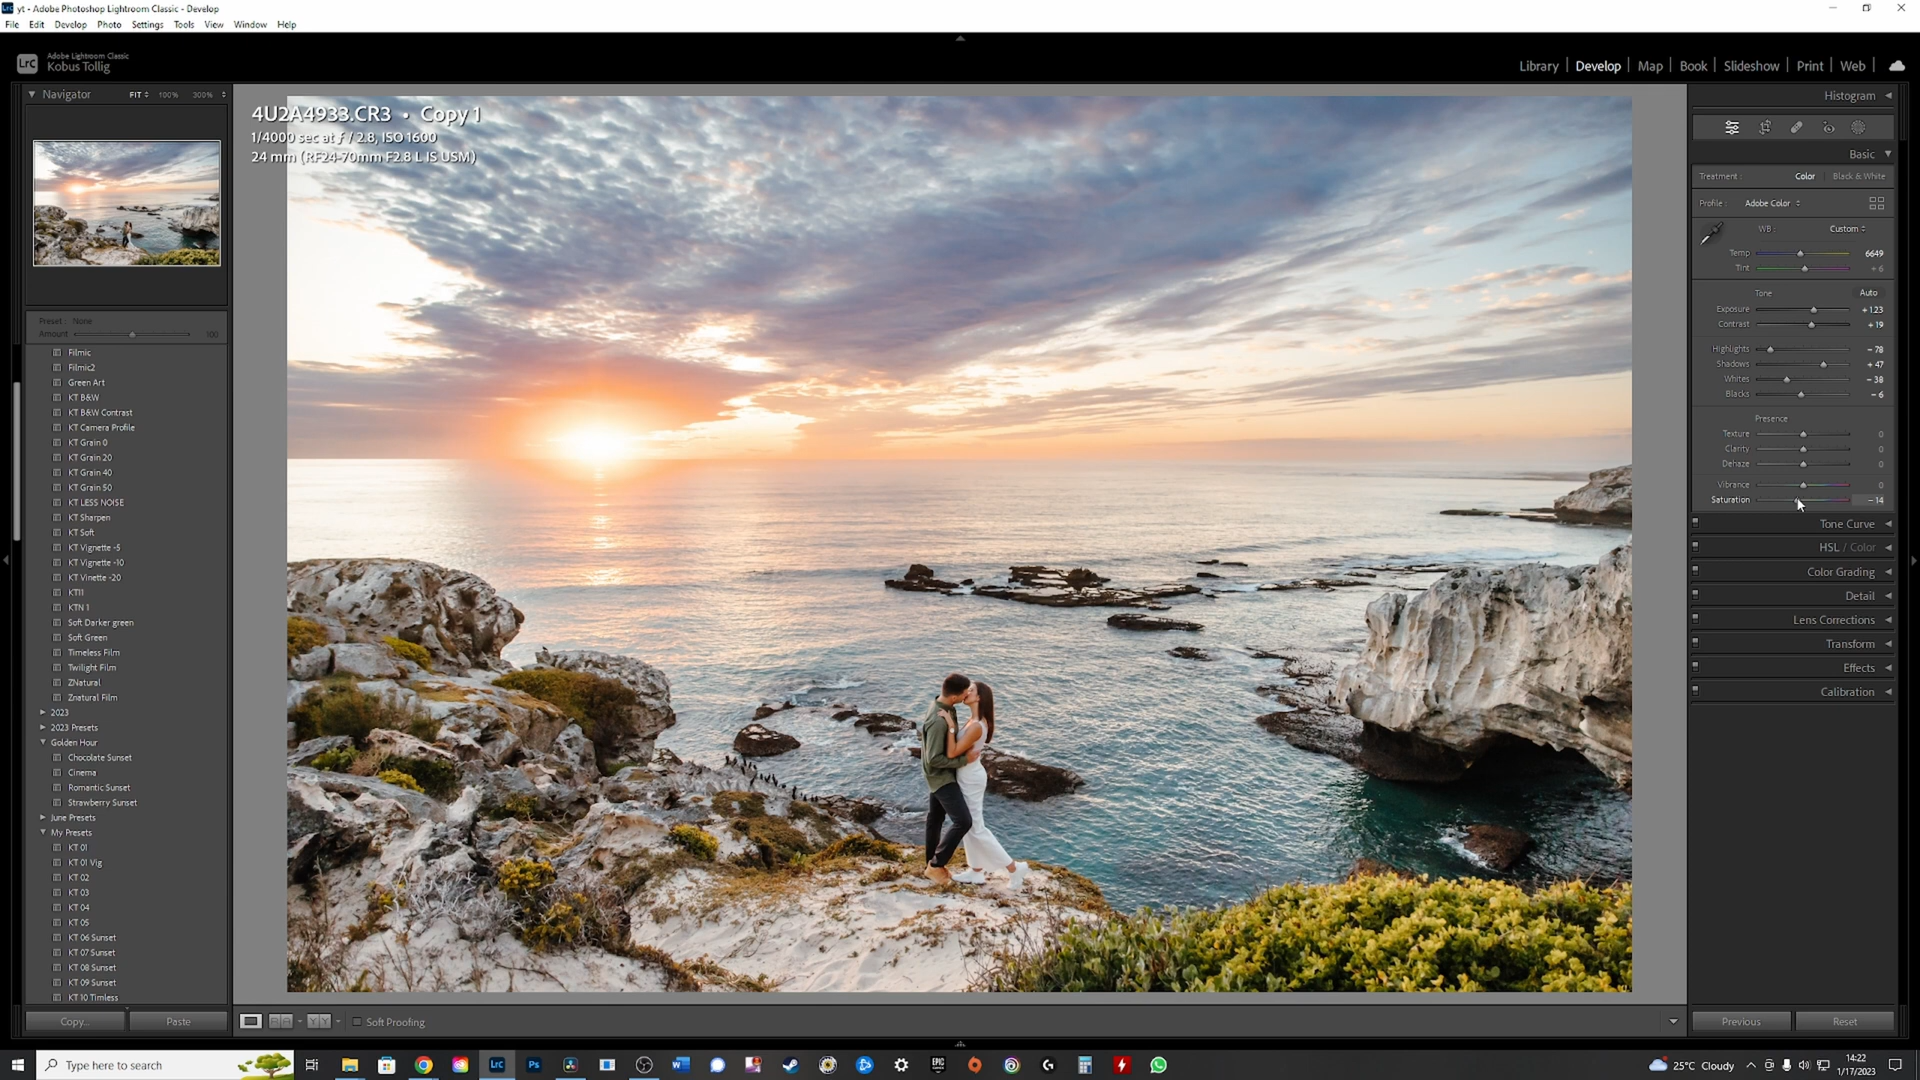 yt - Adobe Photoshop Lightroom Classic - Develop
File Edit Develop Photo Settings Tools View Window Help
LrC
Adobe Lightroom Classic
Kobus Tollig
Library Develop Map Book Slideshow Print Web
Navigator FIT 100% 300%
Preset: None
Amount 100
Filmic
Filmic2
Green Art
KT B&W
KT B&W Contrast
KT Camera Profile
KT Grain 0
KT Grain 20
KT Grain 40
KT Grain 50
KT LESS NOISE
KT Sharpen
KT Soft
KT Vignette -5
KT Vignette -10
KT Vinette -20
KT11
KTN 1
Soft Darker green
Soft Green
Timeless Film
Twilight Film
ZNatural
Znatural Film
2023
2023 Presets
Golden Hour
Chocolate Sunset
Cinema
Romantic Sunset
Strawberry Sunset
June Presets
My Presets
KT 01
KT 01 Vig
KT 02
KT 03
KT 04
KT 05
KT 06 Sunset
KT 07 Sunset
KT 08 Sunset
KT 09 Sunset
KT 10 Timless
Copy... Paste
4U2A4933.CR3 • Copy 1
1/4000 sec at ƒ / 2.8, ISO 1600
24 mm (RF24-70mm F2.8 L IS USM)
Soft Proofing
Histogram
Basic
Treatment: Color Black & White
Profile: Adobe Color
WB: Custom
Temp 6649
Tint + 6
Tone Auto
Exposure + 1.23
Contrast + 19
Highlights - 78
Shadows + 47
Whites - 38
Blacks - 6
Presence
Texture 0
Clarity 0
Dehaze 0
Vibrance 0
Saturation - 14
Tone Curve
HSL / Color
Color Grading
Detail
Lens Corrections
Transform
Effects
Calibration
Previous Reset
Type here to search
LrC
Ps
EPIC
25°C Cloudy
14:22
1/17/2023